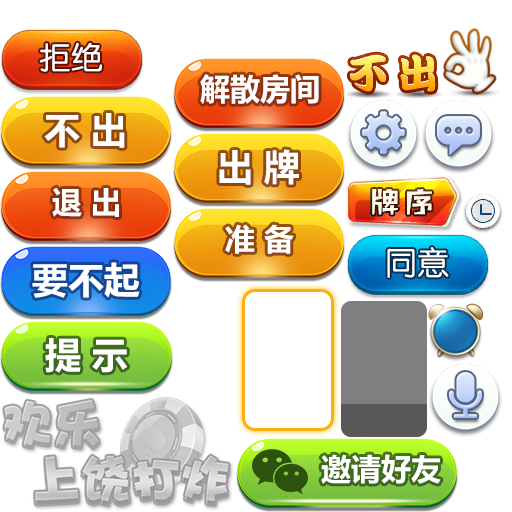 拒绝
解散房间
不出
不出
出牌
退出
牌序
准备
同意
要不起
提示
欢乐
上饶打炸
邀请好友